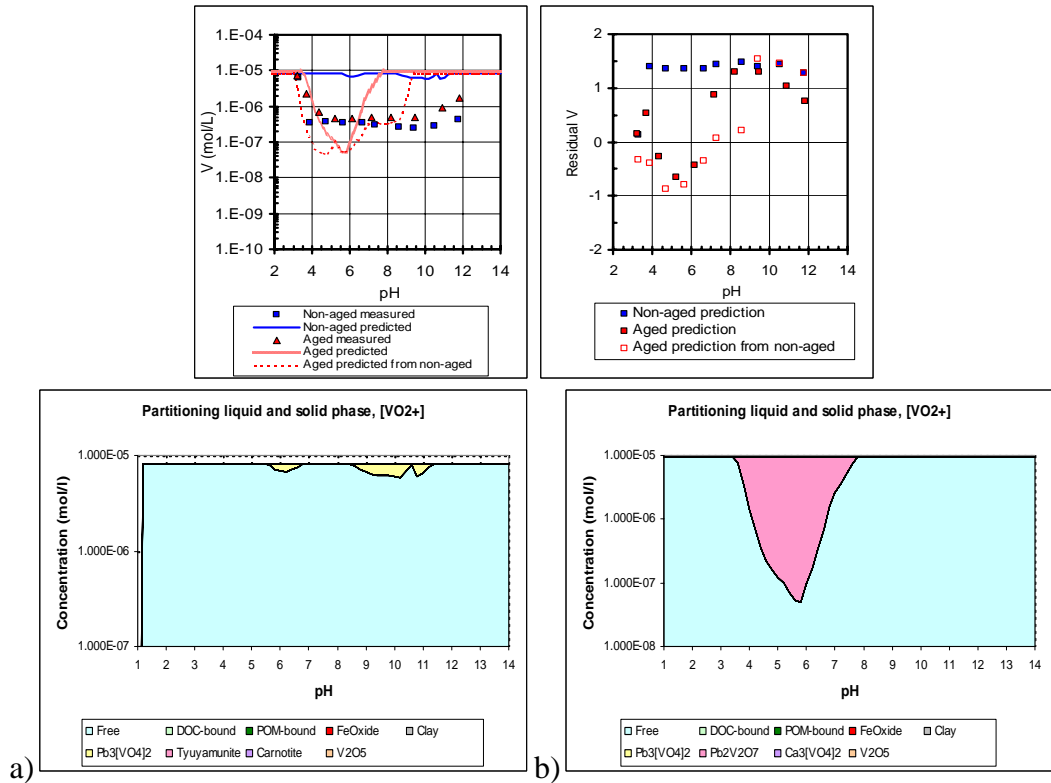 1.E-04
1.E-05
1.E-06
1.E-07
1.E-08
1.E-09
1.E-10
V (mol/L)
2 4 6 8 10 12 14
pH
Non-aged measured
Non-aged predicted
Aged measured
Aged predicted
Aged predicted from non-aged
2
1
0
-1
-2
Residual V
2 4 6 8 10 12 14
pH
Non-aged prediction
Aged prediction
Aged prediction from non-aged
Partitioning liquid and solid phase, [VO2+]
1.000E-05
1.000E-06
1.000E-07
Concentration (mol/l)
1 2 3 4 5 6 7 8 9 10 11 12 13 14
pH
Free DOC-bound POM-bound FeOxide Clay
Pb3[VO4]2 Tyuyamunite Carnotite V2O5
a)
Partitioning liquid and solid phase, [VO2+]
1.000E-05
1.000E-06
1.000E-07
1.000E-08
Concentration (mol/l)
1 2 3 4 5 6 7 8 9 10 11 12 13 14
pH
Free DOC-bound POM-bound FeOxide Clay
Pb3[VO4]2 Pb2V2O7 Ca3[VO4]2 V2O5
b)